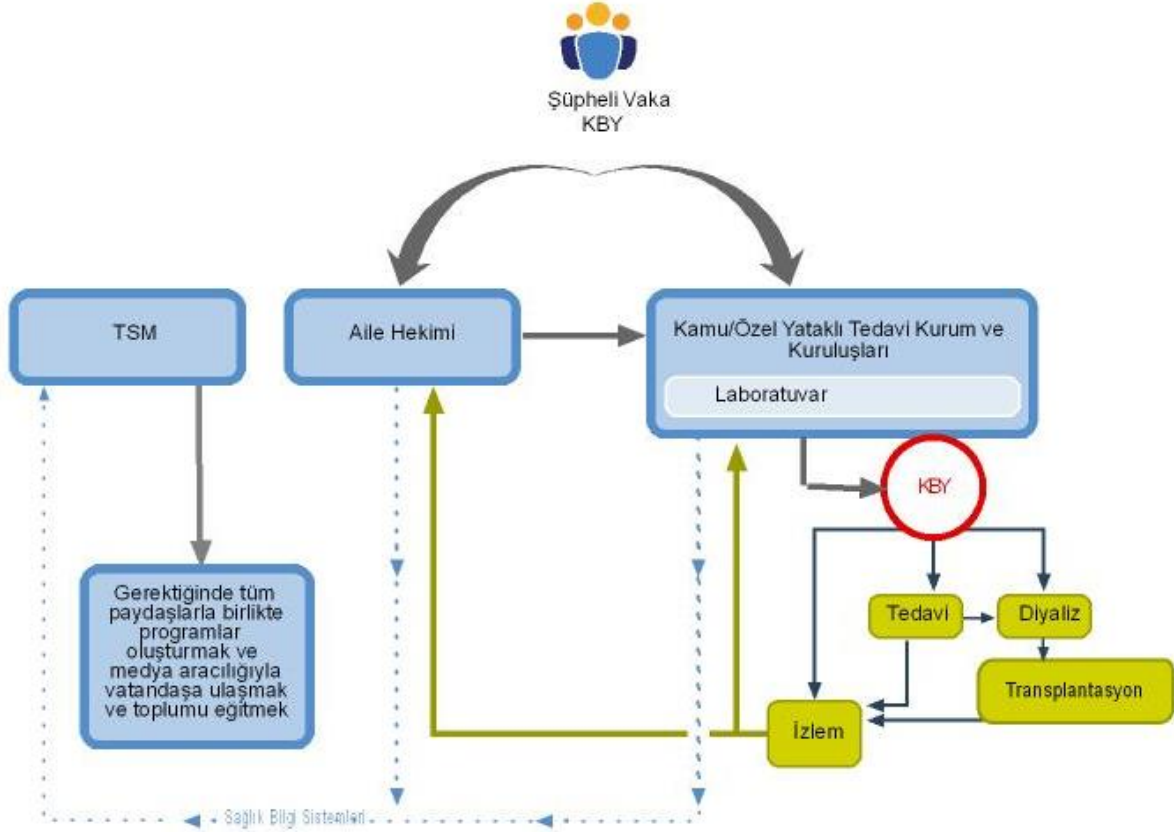 Şüpheli Vaka
KBY
TSM
Aile Hekimi
Kamu/Özel Yataklı Tedavi Kurum ve
Kuruluşları
Laboratuvar
KBY
Gerektiğinde tüm
paydaşlarla birlikte
programlar
oluşturmak ve
medya aracılığıyla
vatandaşa ulaşmak
ve toplumu eğitmek
Tedavi
Diyaliz
Transplantasyon
İzlem
Sağlık Bilgi Sistemleri